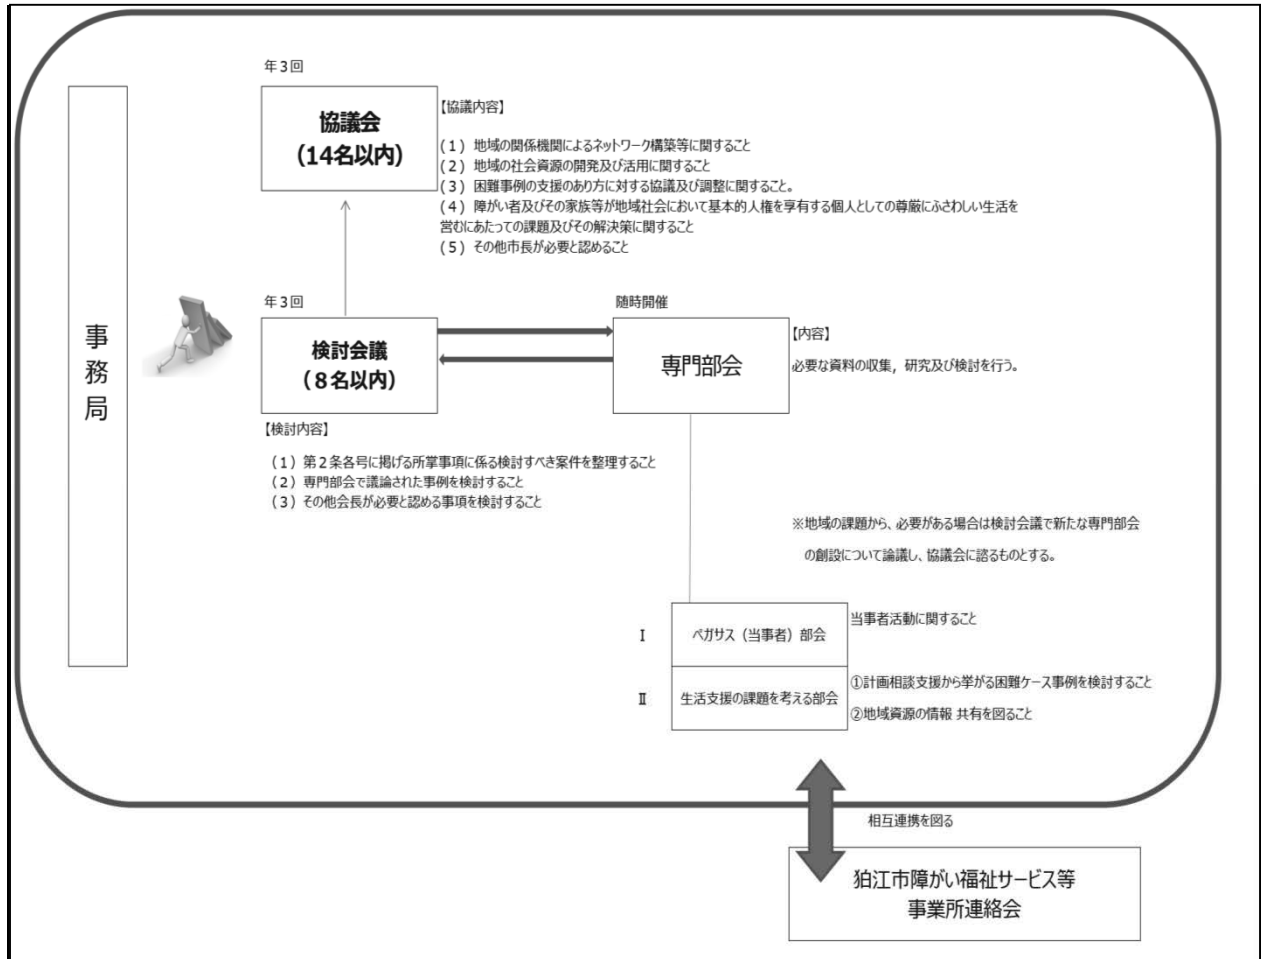 年3回
協議会
(14名以内)
【協議内容】
(1) 地域の関係機関によるネットワーク構築等に関すること
(2) 地域の社会資源の開発及び活用に関すること
(3) 困難事例の支援のあり方に対する協議及び調整に関すること。
(4) 障がい者及びその家族等が地域社会において基本的人権を享有する個人としての尊厳にふさわしい生活を
営むにあたっての課題及びその解決策に関すること
(5) その他市長が必要と認めること
事務局
年3回
検討会議
(8名以内)
随時開催
専門部会
【内容】
必要な資料の収集，研究及び検討を行う。
【検討内容】
(1) 第2条各号に掲げる所掌事項に係る検討すべき案件を整理すること
(2) 専門部会で議論された事例を検討すること
(3) その他会長が必要と認める事項を検討すること
※地域の課題から、必要がある場合は検討会議で新たな専門部会
の創設について論議し、協議会に諮るものとする。
Ⅰ
ペガサス（当事者）部会
当事者活動に関すること
Ⅱ
生活支援の課題を考える部会
①計画相談支援から挙がる困難ケース事例を検討すること
②地域資源の情報 共有を図ること
相互連携を図る
狛江市障がい福祉サービス等
事業所連絡会